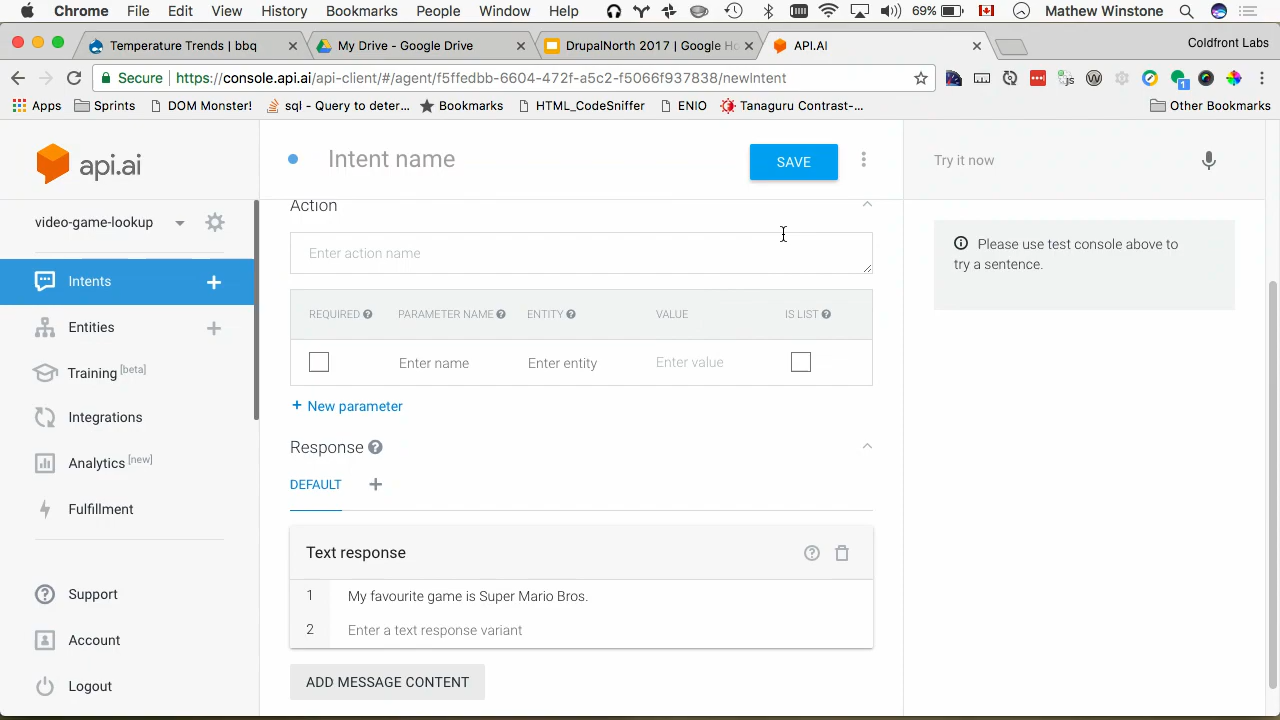 Chrome File Edit View History Bookmarks People Window Help 69% Mathew Winstone
Temperature Trends | bbq
My Drive - Google Drive
DrupalNorth 2017 | Google Ho
API.AI
Coldfront Labs
Secure https://console.api.ai/api-client/#/agent/f5ffedbb-6604-472f-a5c2-f5066f937838/newIntent
Apps Sprints DOM Monster! sql - Query to deter... Bookmarks HTML_CodeSniffer ENIO Tanaguru Contrast-... Other Bookmarks
api.ai
video-game-lookup
Intents
Entities
Training [beta]
Integrations
Analytics [new]
Fulfillment
Support
Account
Logout
Intent name
SAVE
Action
Enter action name
REQUIRED PARAMETER NAME ENTITY VALUE IS LIST
Enter name Enter entity Enter value
+ New parameter
Response
DEFAULT +
Text response
1 My favourite game is Super Mario Bros.
2 Enter a text response variant
ADD MESSAGE CONTENT
Try it now
Please use test console above to
try a sentence.